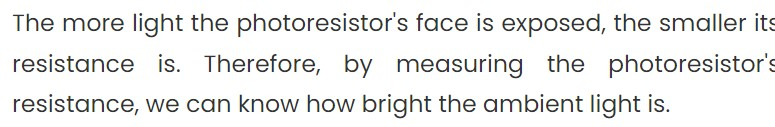 The more light the photoresistor's face is exposed, the smaller its
resistance is. Therefore, by measuring the photoresistor's
resistance, we can know how bright the ambient light is.